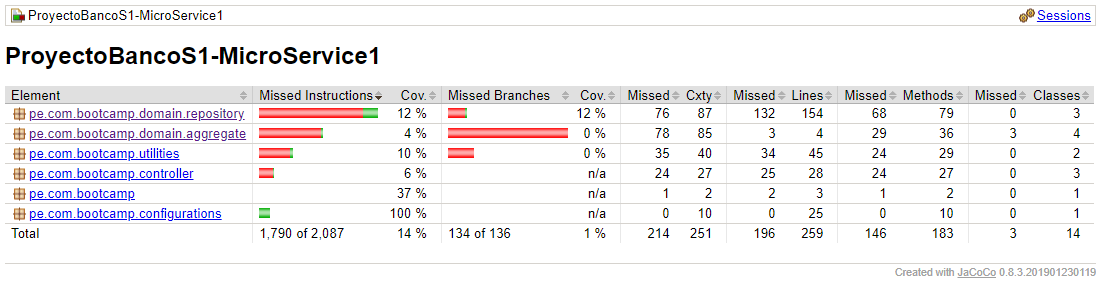 ProyectoBancoS1-MicroService1 Sessions
ProyectoBancoS1-MicroService1
Element Missed Instructions Cov. Missed Branches Cov. Missed Cxty Missed Lines Missed Methods Missed Classes
pe.com.bootcamp.domain.repository 12 % 12 % 76 87 132 154 68 79 0 3
pe.com.bootcamp.domain.aggregate 4 % 0 % 78 85 3 4 29 36 3 4
pe.com.bootcamp.utilities 10 % 0 % 35 40 34 45 24 29 0 2
pe.com.bootcamp.controller 6 % n/a 24 27 25 28 24 27 0 3
pe.com.bootcamp 37 % n/a 1 2 2 3 1 2 0 1
pe.com.bootcamp.configurations 100 % n/a 0 10 0 25 0 10 0 1
Total 1,790 of 2,087 14 % 134 of 136 1 % 214 251 196 259 146 183 3 14
Created with JaCoCo 0.8.3.201901230119